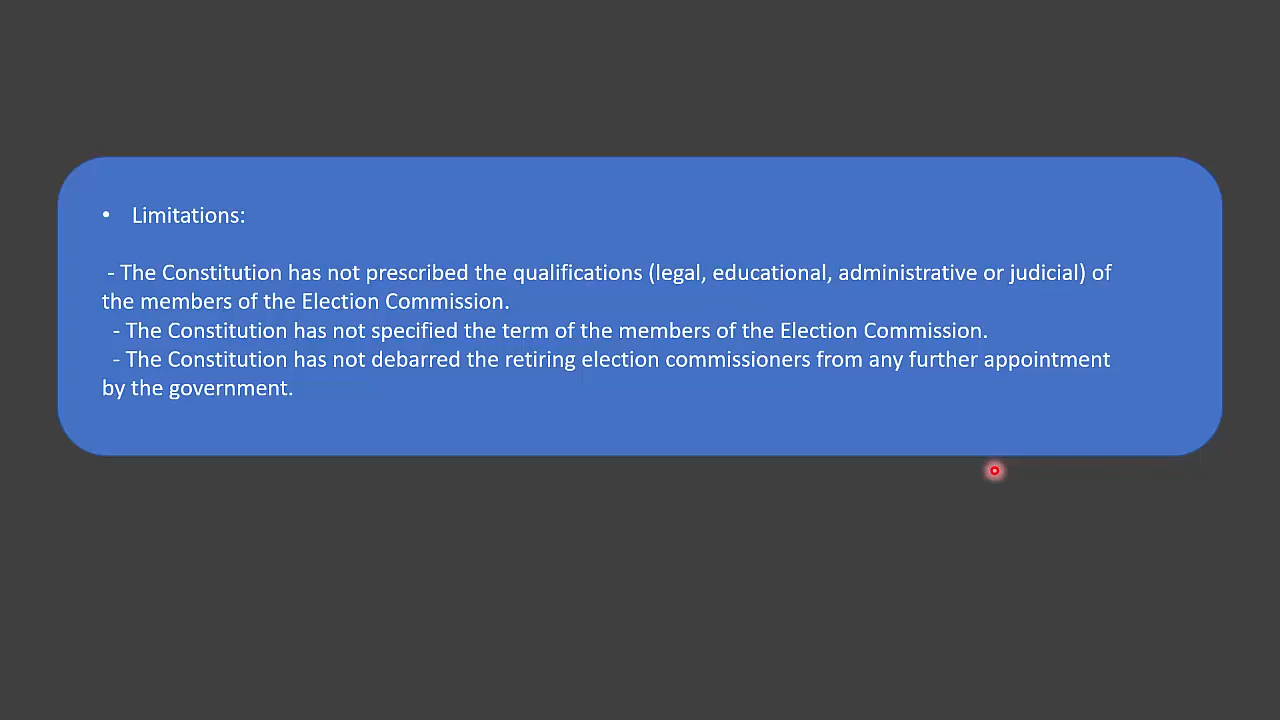 • Limitations:
- The Constitution has not prescribed the qualifications (legal, educational, administrative or judicial) of
the members of the Election Commission.
- The Constitution has not specified the term of the members of the Election Commission.
- The Constitution has not debarred the retiring election commissioners from any further appointment
by the government.